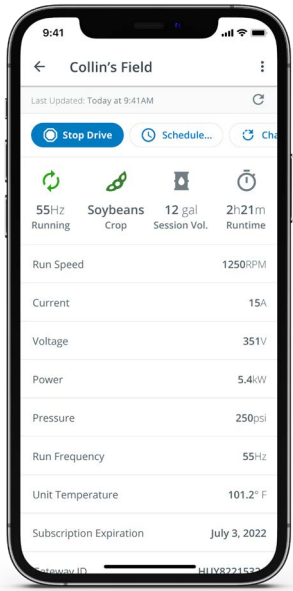 9:41
Collin's Field
Last Updated: Today at 9:41AM
Stop Drive
Schedule...
55Hz Soybeans 12 gal 2h21m
Running Crop Session Vol. Runtime
Run Speed 1250RPM
Current 15A
Voltage 351V
Power 5.4kW
Pressure 250psi
Run Frequency 55Hz
Unit Temperature 101.2° F
Subscription Expiration July 3, 2022
Gateway ID